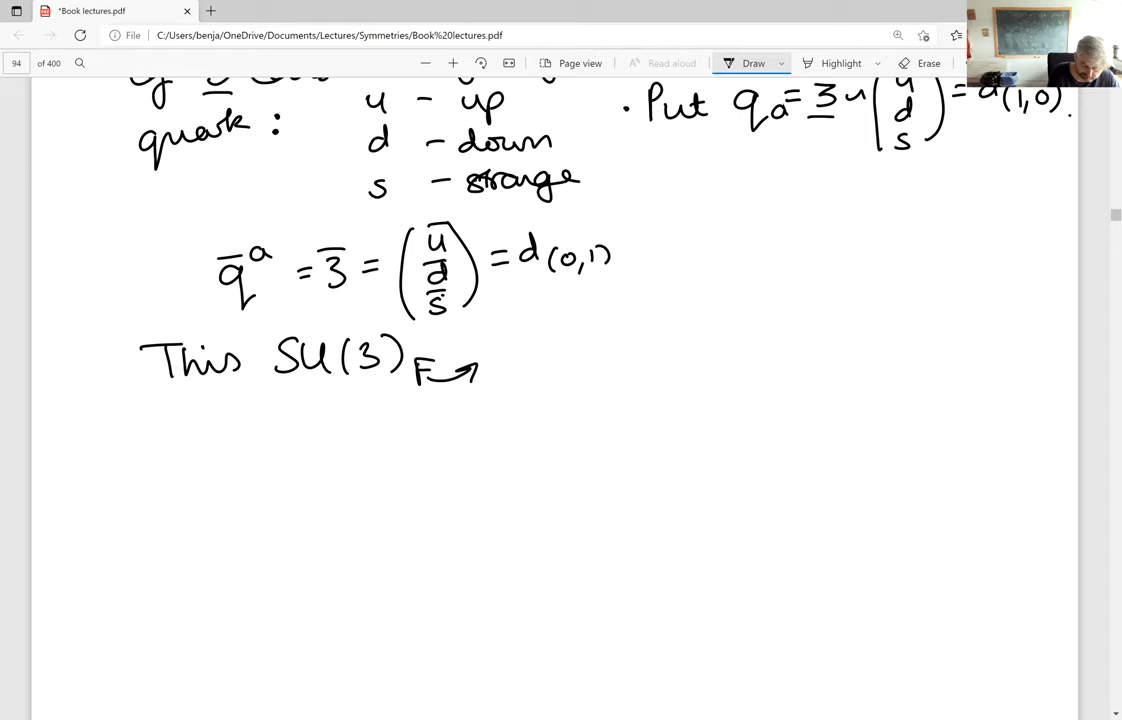 *Book lectures.pdf
File C:/Users/benja/OneDrive/Documents/Lectures/Symmetries/Book%20lectures.pdf
94 of 400 Page view Read aloud Draw Highlight Erase
quark :
u – up
d – down
s – strange
. Put q_a = 3 ~ (u d s) = d(1,0).
q̅^a = 3̅ = (u̅ d̅ s̅) = d(0,1)
This SU(3)_F